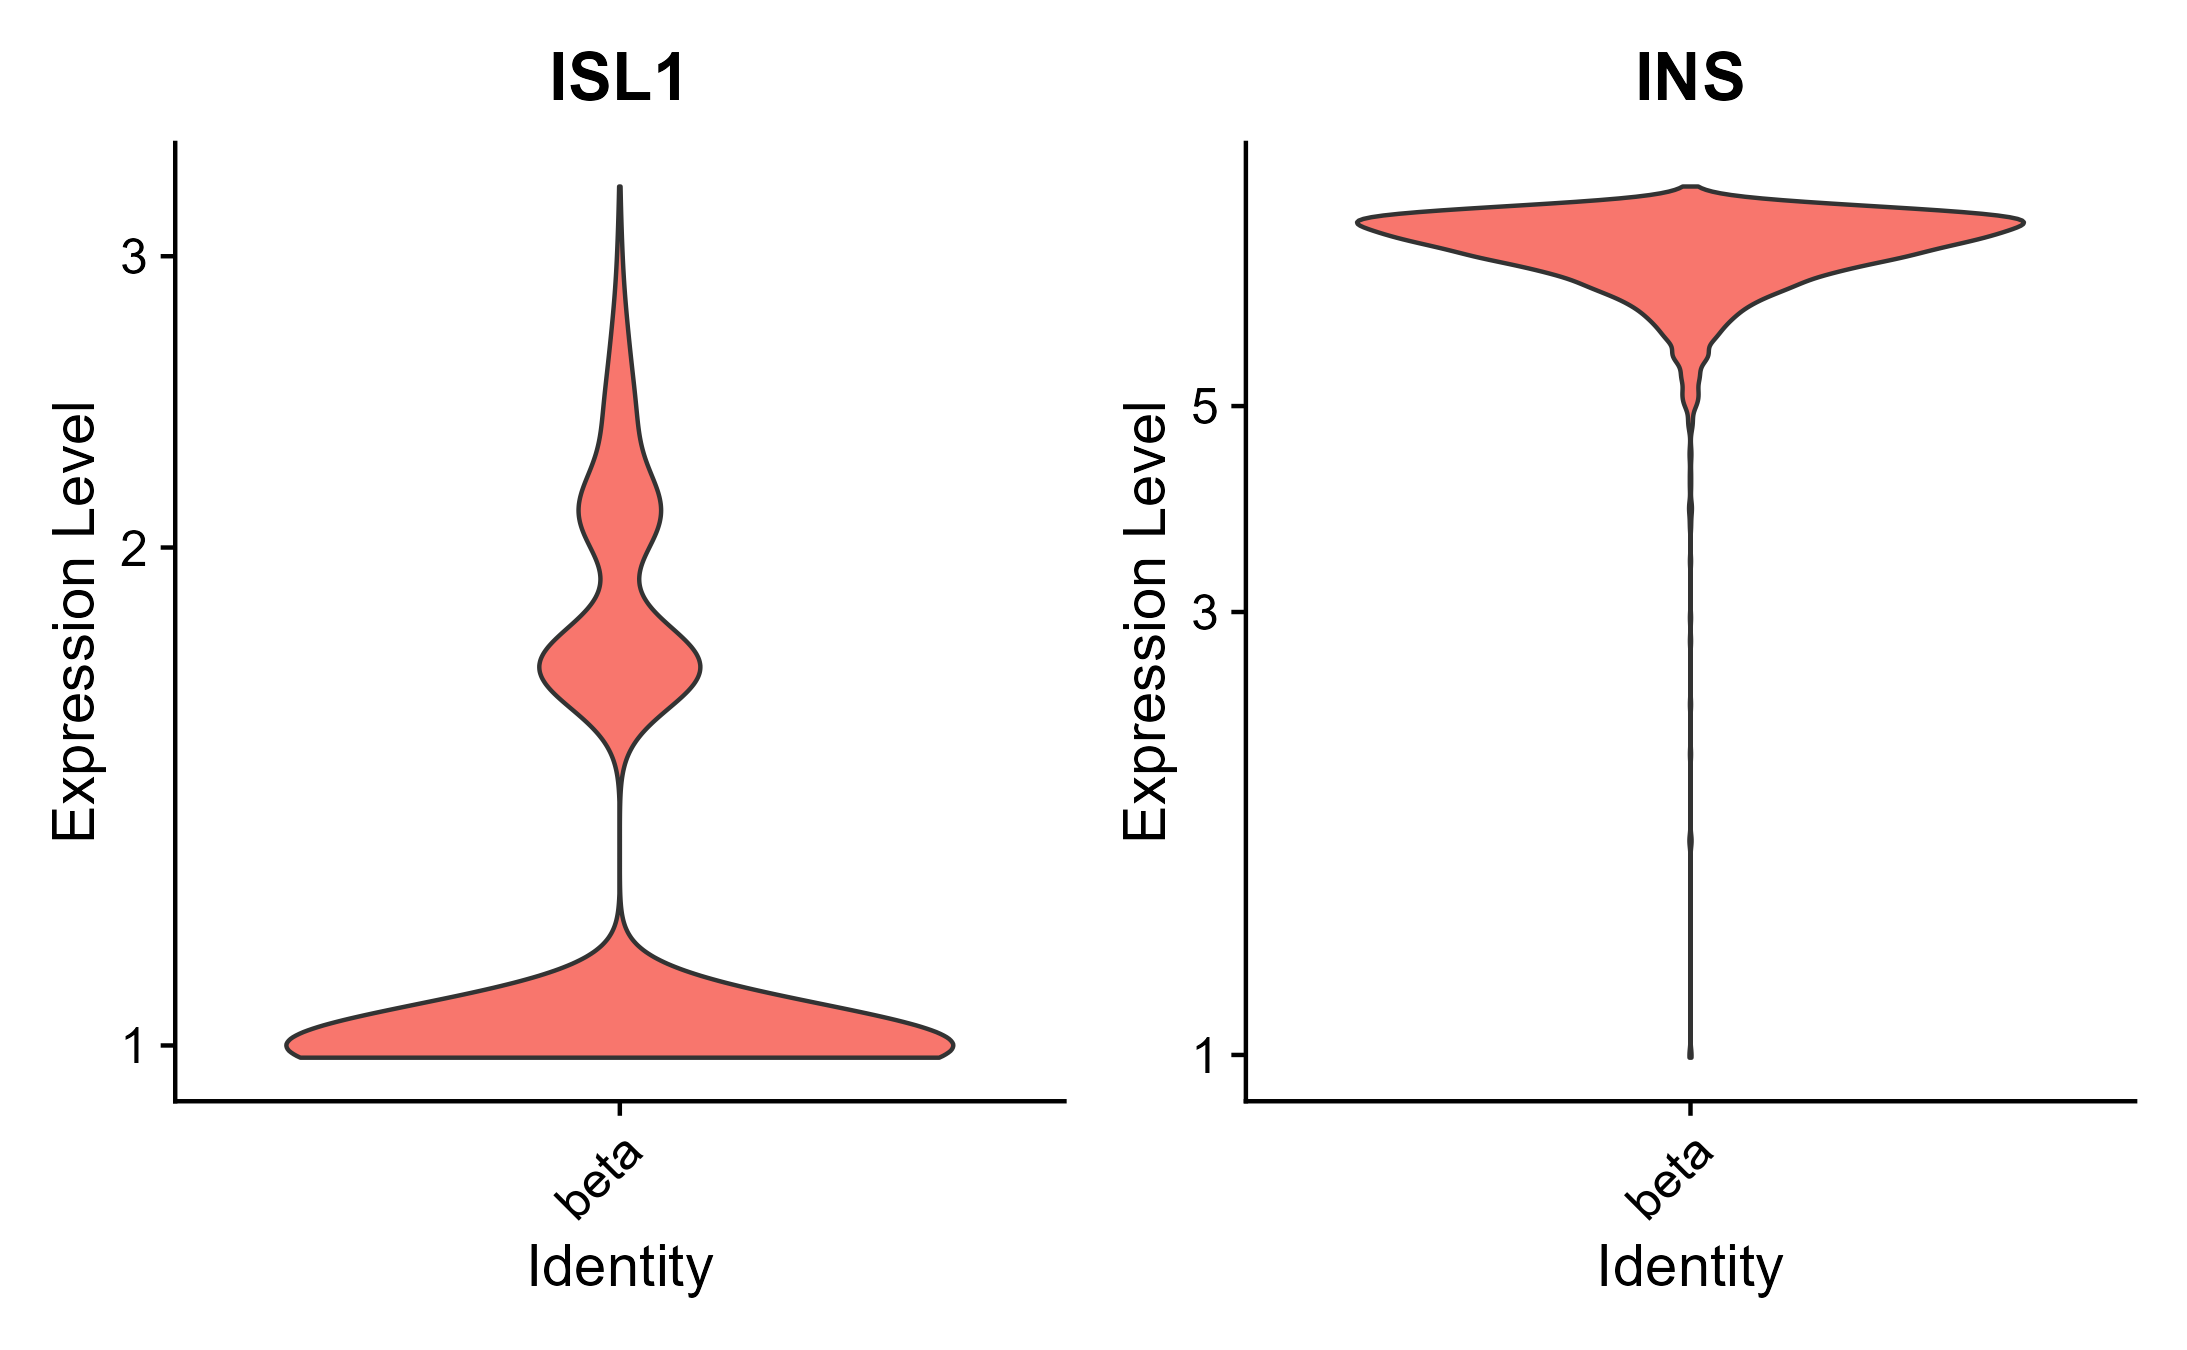 ISL1
Expression Level
3
2
1
beta
Identity
INS
Expression Level
5
3
1
beta
Identity